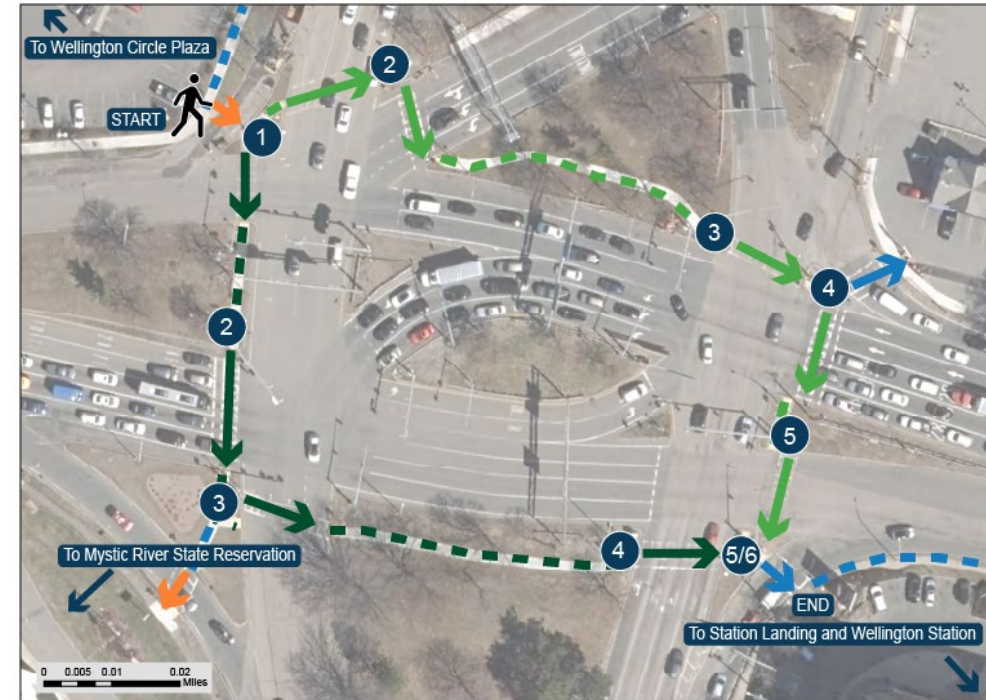 To Wellington Circle Plaza
START
1
2
2
3
4
5
3
4
5/6
To Mystic River State Reservation
END
To Station Landing and Wellington Station
0 0.005 0.01 0.02
Miles